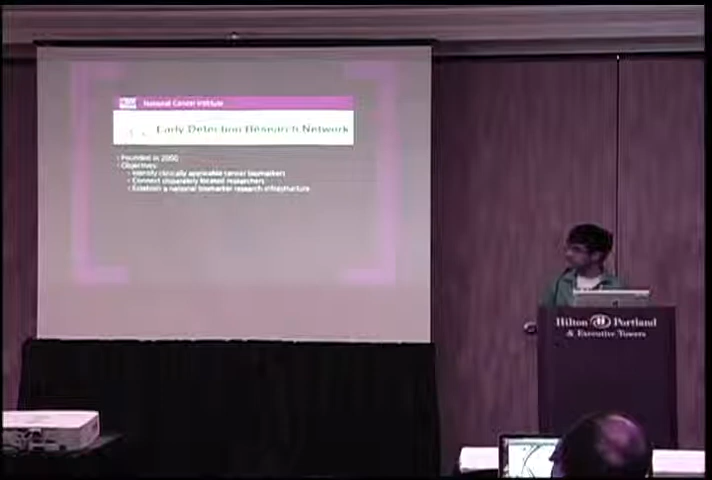 National Cancer Institute
Early Detection Research Network
Founded in 2000
Objectives:
Identify clinically applicable cancer biomarkers
Connect disparately located researchers
Establish a national biomarker research infrastructure
Hilton Portland
& Executive Towers